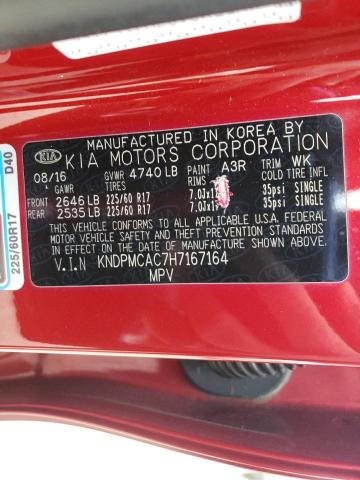 MANUFACTURED IN KOREA BY
KIA KIA MOTORS CORPORATION
08/16 GVWR 4740 LB PAINT A3R TRIM WK
GAWR TIRES RIMS COLD TIRE INFL
FRONT 2646 LB 225/60 R17 7.0Jx17 35psi SINGLE
REAR 2535 LB 225/60 R17 7.0Jx17 35psi SINGLE
THIS VEHICLE CONFORMS TO ALL APPLICABLE U.S.A. FEDERAL
MOTOR VEHICLE SAFETY AND THEFT PREVENTION STANDARDS
IN EFFECT ON THE DATE OF MANUFACTURE SHOWN ABOVE.
V.I.N KNDPMCAC7H7167164
MPV
D40
225/60R17